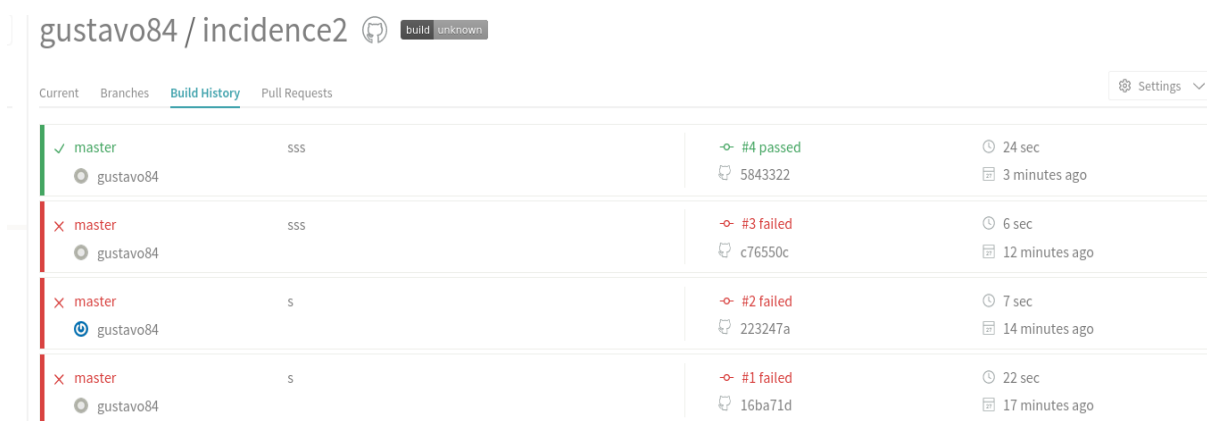 gustavo84 / incidence2 build unknown
Current Branches Build History Pull Requests Settings
master sss #4 passed 24 sec
gustavo84 5843322 3 minutes ago
master sss #3 failed 6 sec
gustavo84 c76550c 12 minutes ago
master s #2 failed 7 sec
gustavo84 223247a 14 minutes ago
master s #1 failed 22 sec
gustavo84 16ba71d 17 minutes ago